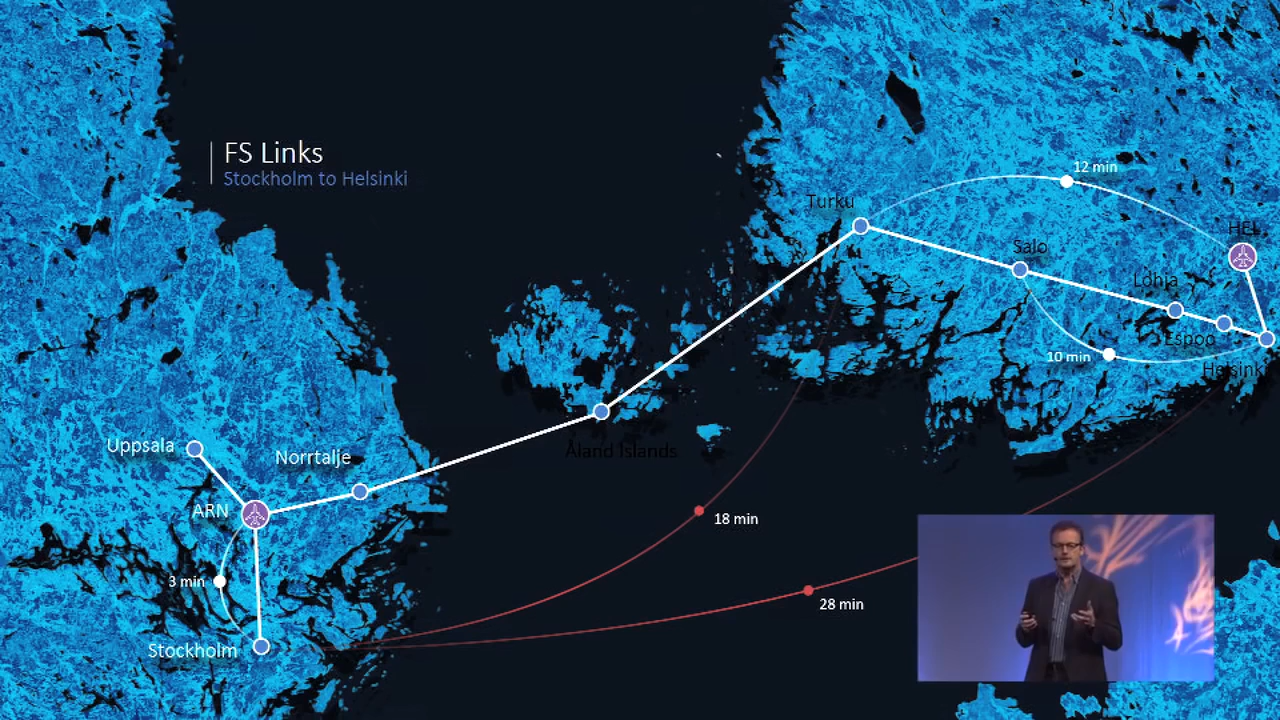 FS Links
Stockholm to Helsinki
12 min
Turku
HEL
Salo
Lohja
Espoo
10 min
Helsinki
Åland Islands
Uppsala
Norrtalje
ARN
18 min
3 min
28 min
Stockholm